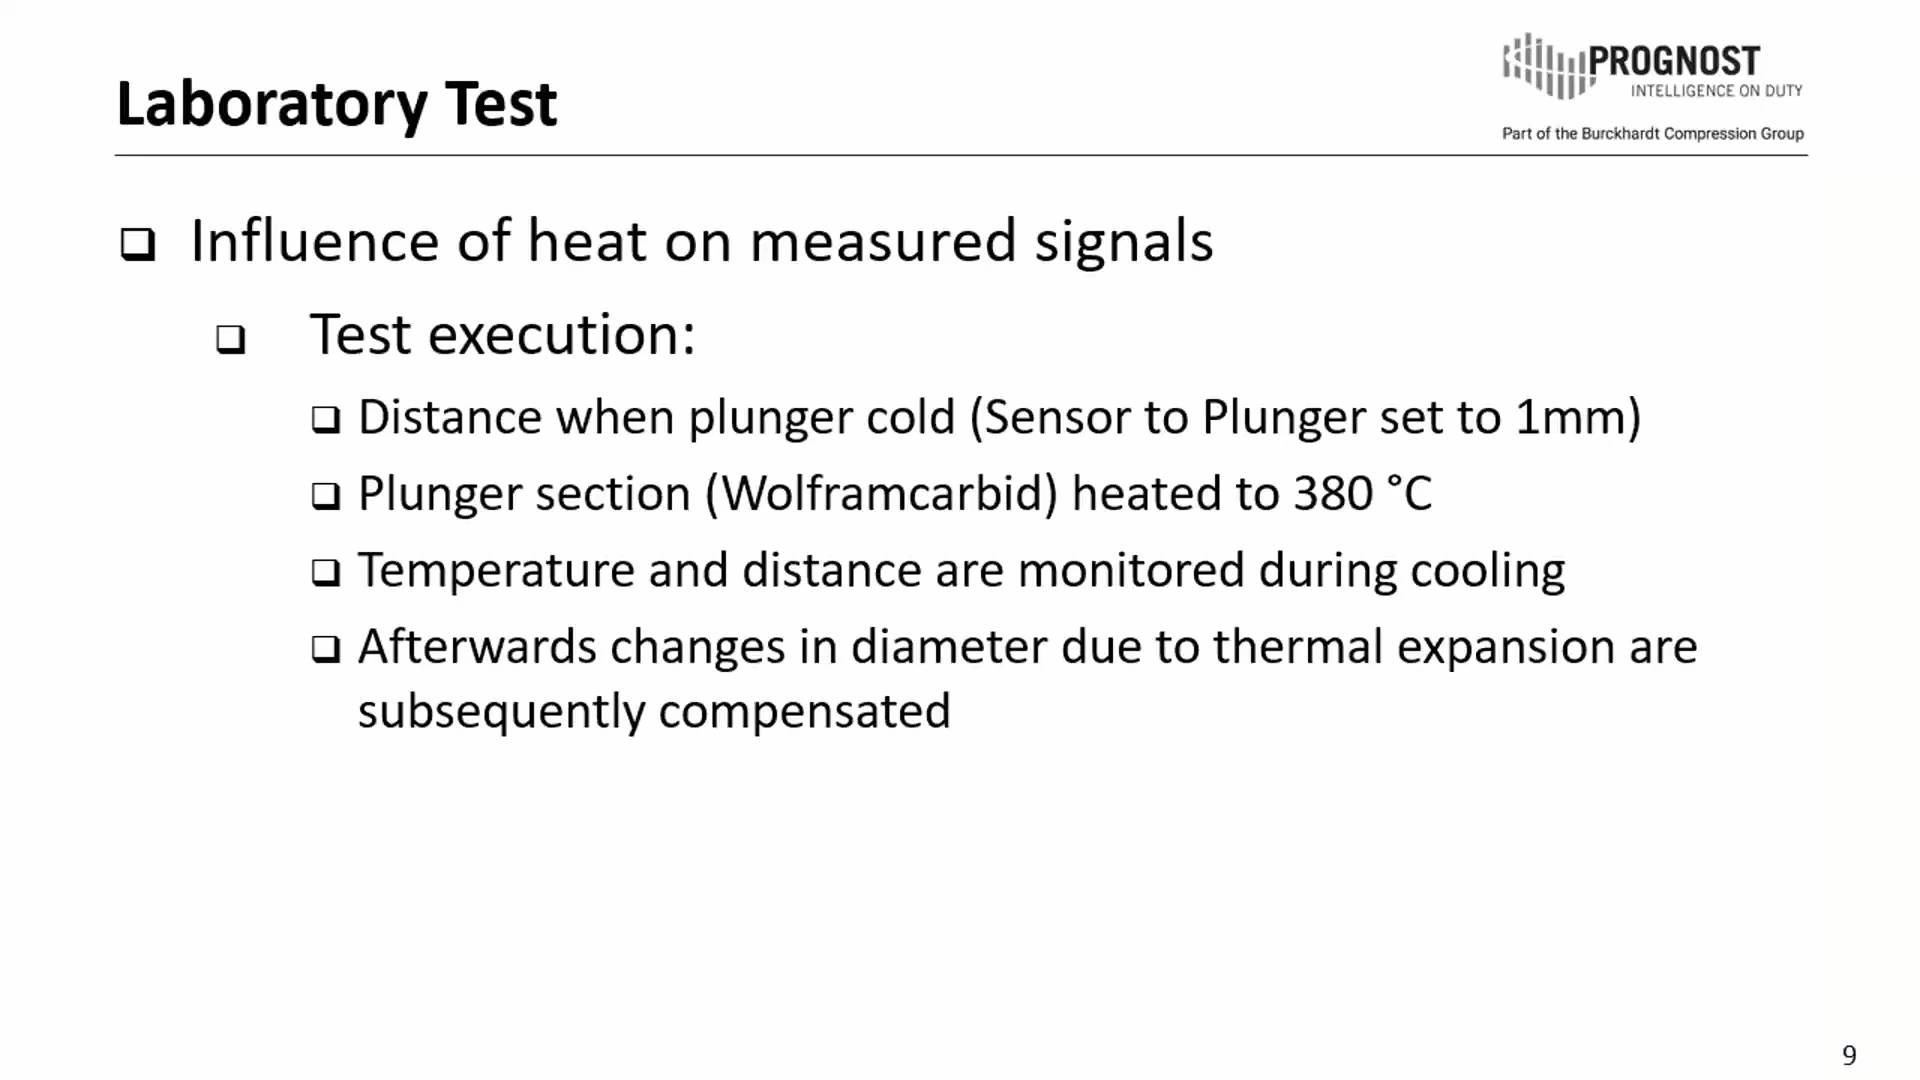 PROGNOST
INTELLIGENCE ON DUTY
Part of the Burckhardt Compression Group
Laboratory Test
Influence of heat on measured signals
Test execution:
Distance when plunger cold (Sensor to Plunger set to 1mm)
Plunger section (Wolframcarbid) heated to 380 °C
Temperature and distance are monitored during cooling
Afterwards changes in diameter due to thermal expansion are
subsequently compensated
9